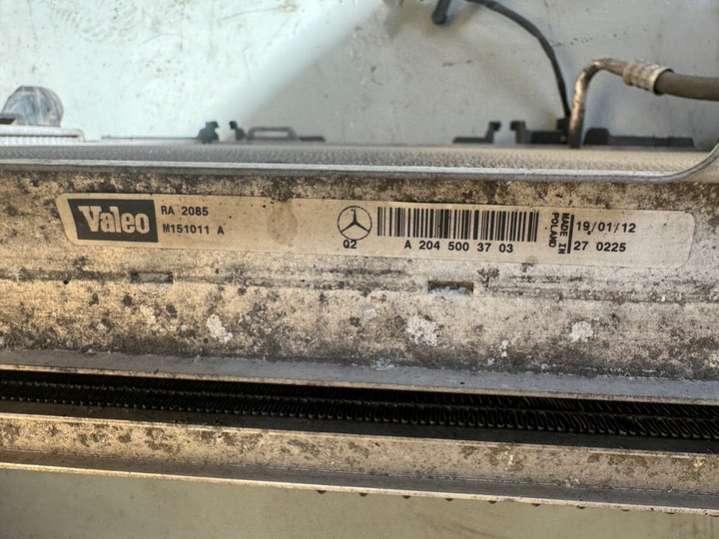 Valeo
RA 2085
M151011 A
Q2
A 204 500 37 03
MADE IN
POLAND
19/01/12
27 0225